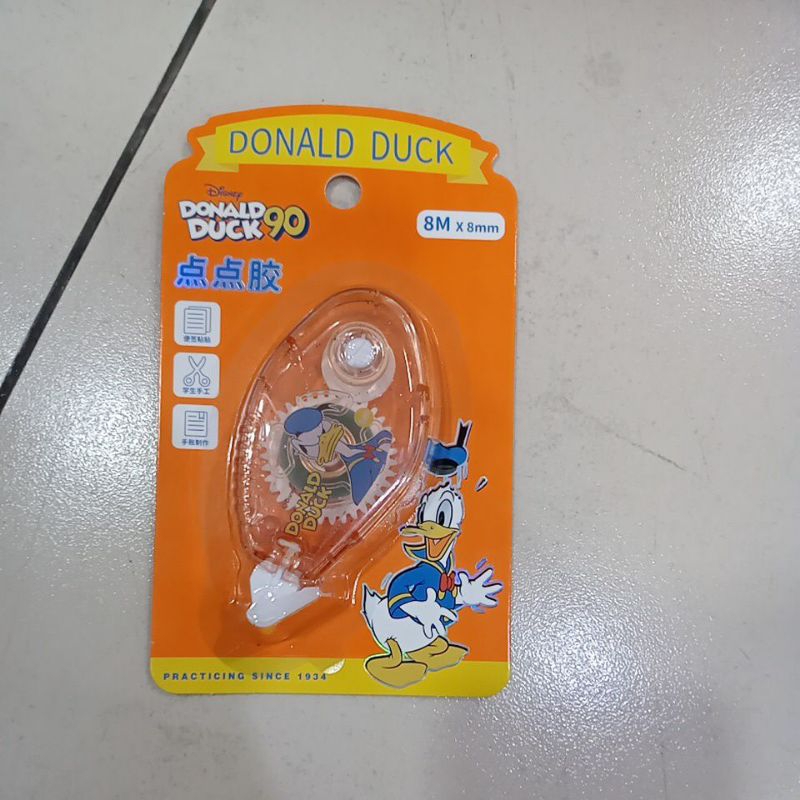 DONALD DUCK
Disney
DONALD
DUCK 90
8M x 8mm
点点胶
便签粘贴
学生手工
手账制作
DONALD
DUCK
PRACTICING SINCE 1934